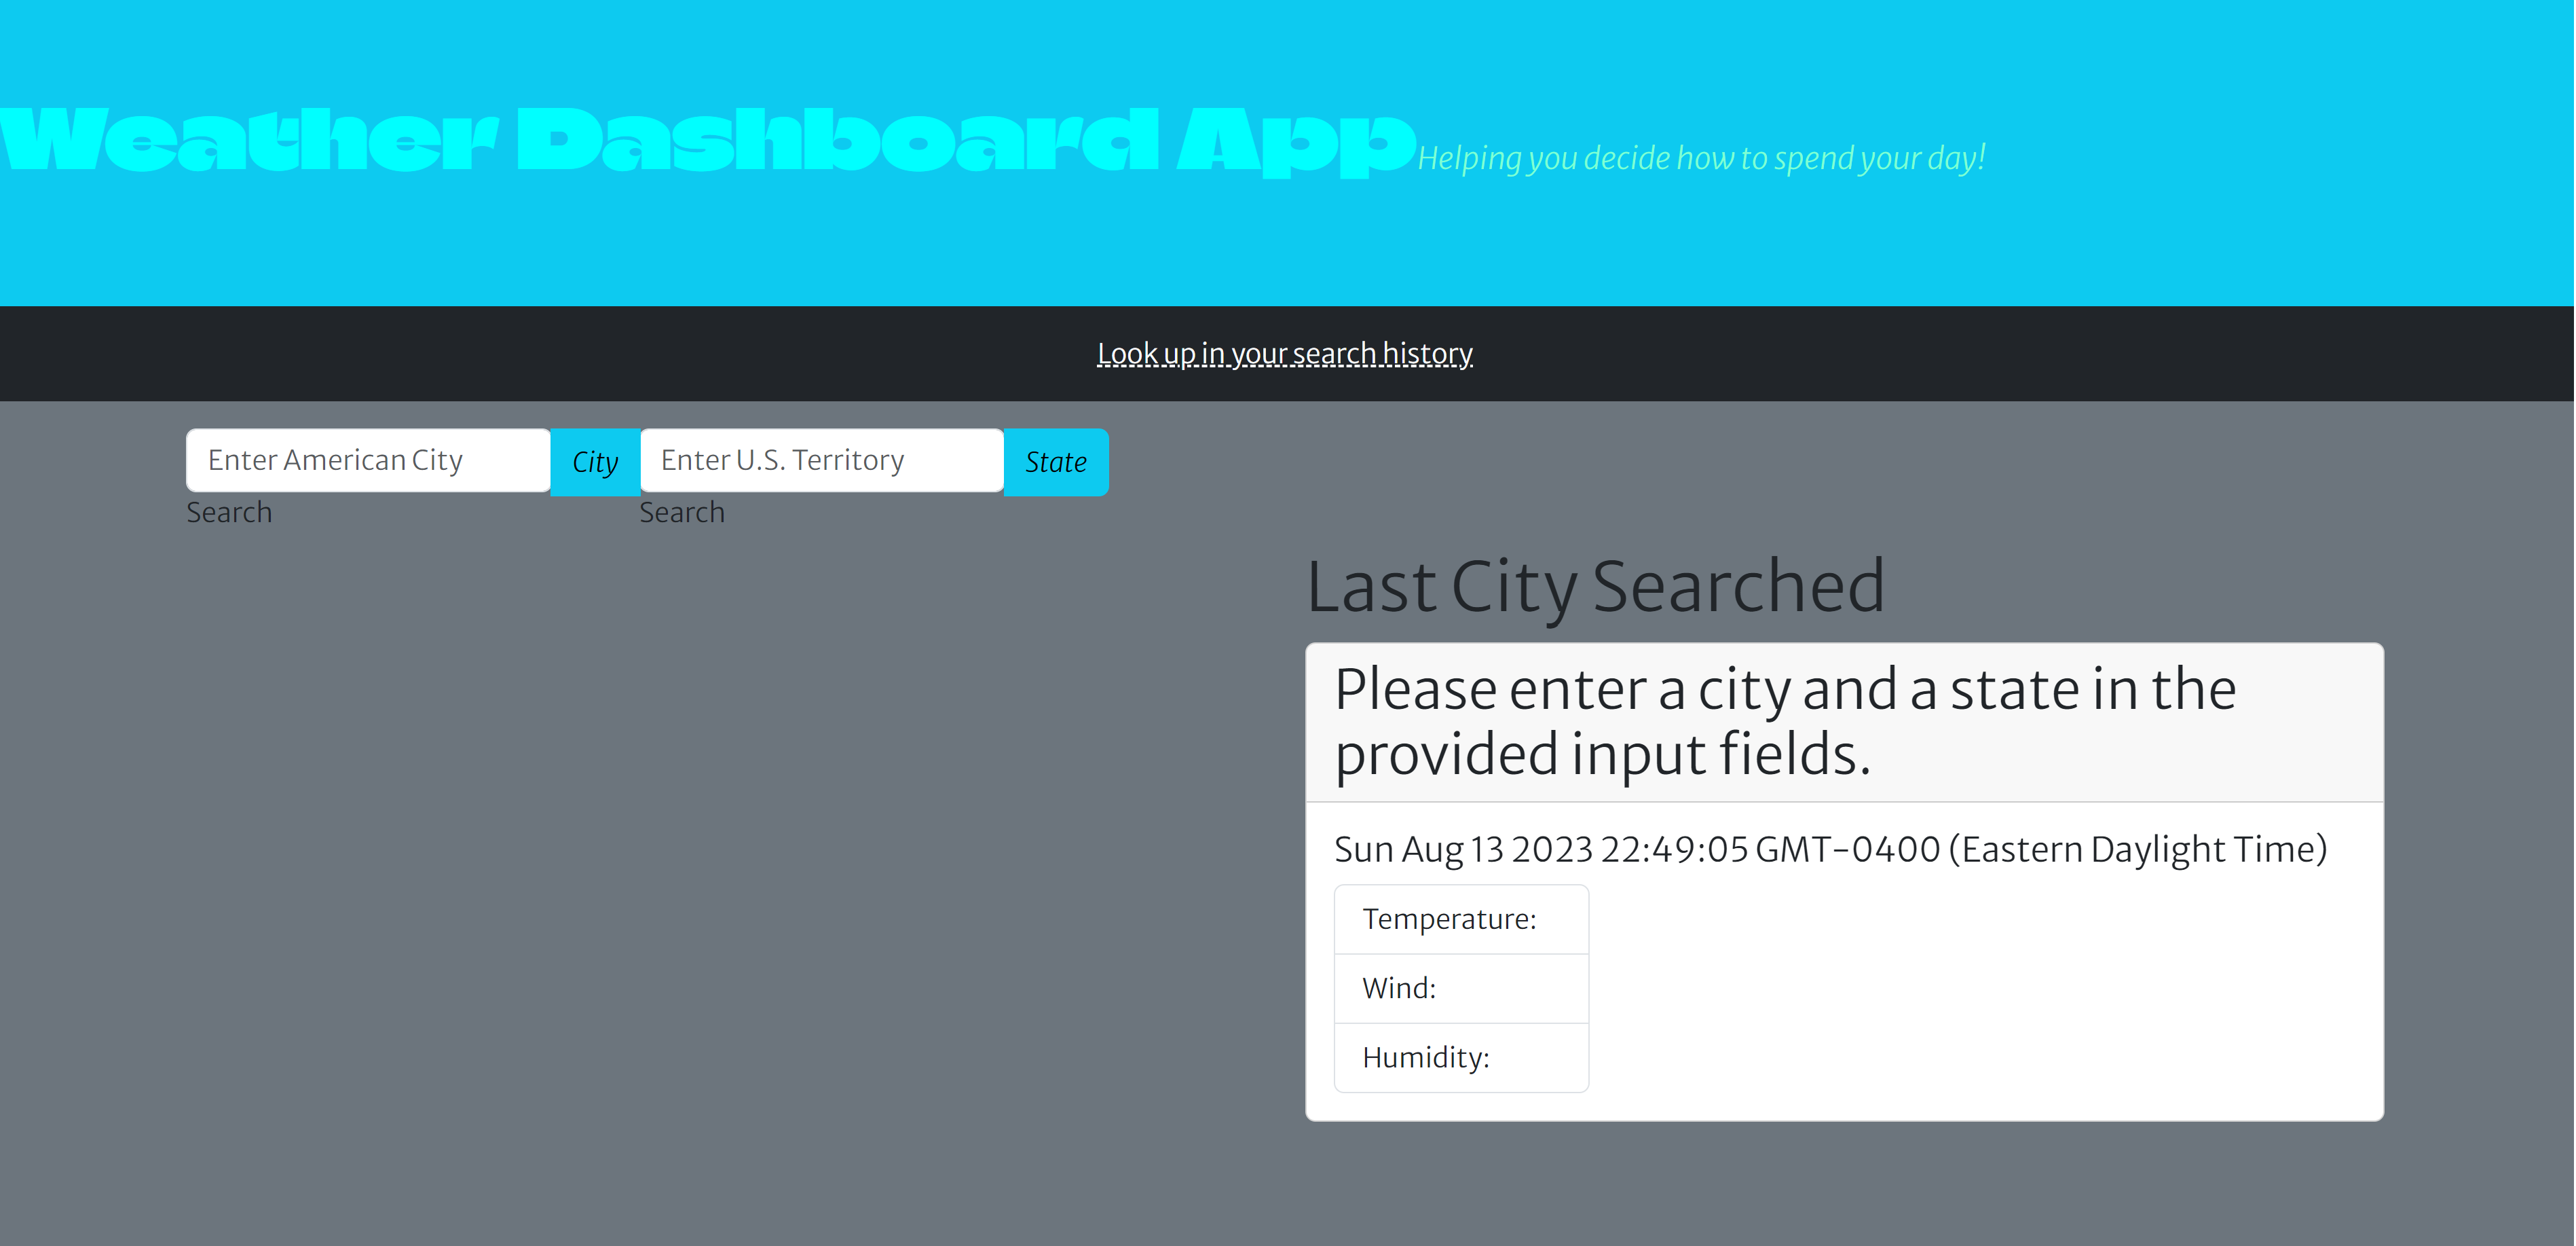 Weather Dashboard App Helping you decide how to spend your day!
Look up in your search history
Enter American City City Enter U.S. Territory State
Search Search
Last City Searched
Please enter a city and a state in the
provided input fields.
Sun Aug 13 2023 22:49:05 GMT-0400 (Eastern Daylight Time)
Temperature:
Wind:
Humidity: